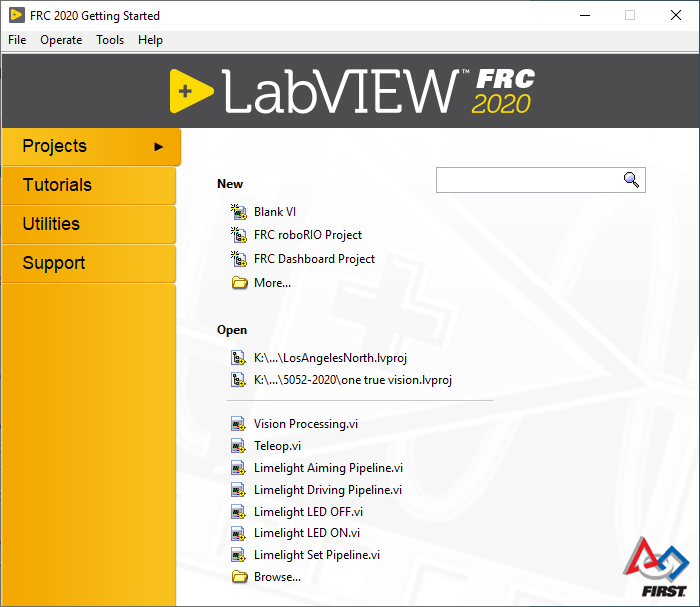 FRC 2020 Getting Started
File Operate Tools Help
LabVIEW™ FRC 2020
Projects
Tutorials
Utilities
Support
New
Blank VI
FRC roboRIO Project
FRC Dashboard Project
More...
Open
K:\...\LosAngelesNorth.lvproj
K:\...\5052-2020\one true vision.lvproj
Vision Processing.vi
Teleop.vi
Limelight Aiming Pipeline.vi
Limelight Driving Pipeline.vi
Limelight LED OFF.vi
Limelight LED ON.vi
Limelight Set Pipeline.vi
Browse...
FIRST